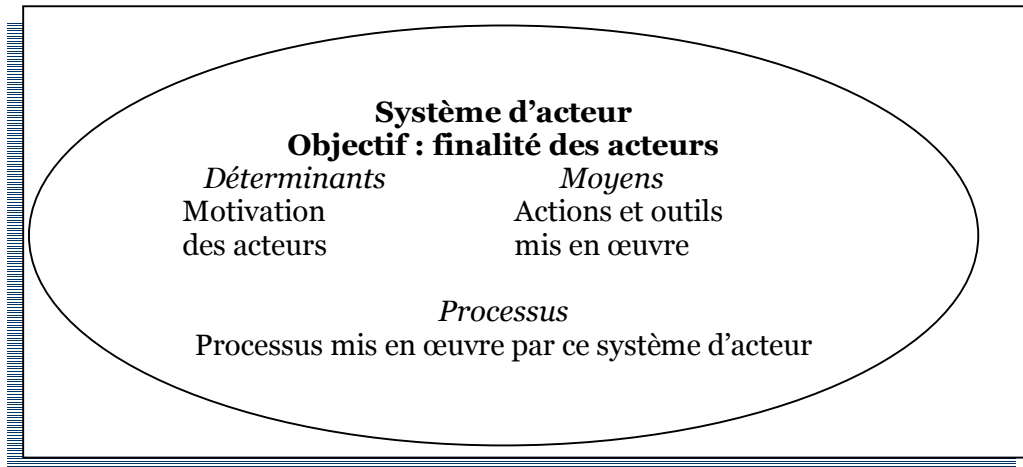 Système d’acteur
Objectif : finalité des acteurs
Déterminants Moyens
Motivation Actions et outils
des acteurs mis en œuvre
Processus
Processus mis en œuvre par ce système d’acteur